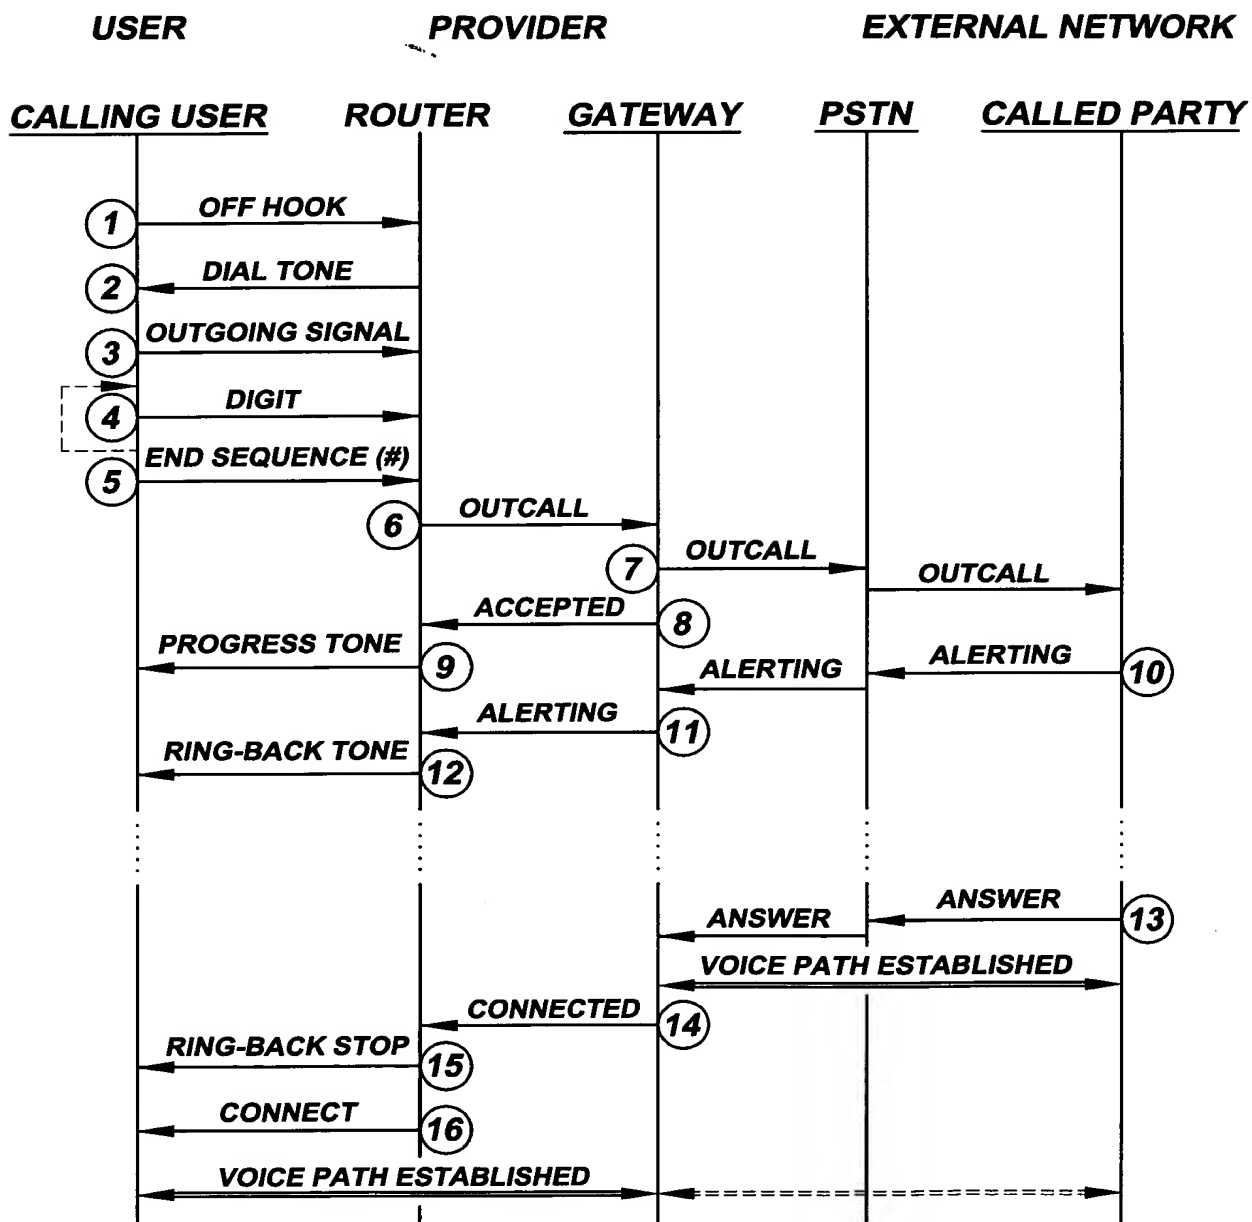 USER PROVIDER EXTERNAL NETWORK
CALLING USER ROUTER GATEWAY PSTN CALLED PARTY
1 OFF HOOK
2 DIAL TONE
3 OUTGOING SIGNAL
4 DIGIT
5 END SEQUENCE (#)
6 OUTCALL
7 OUTCALL
OUTCALL
ACCEPTED 8
PROGRESS TONE 9
ALERTING 10
ALERTING
ALERTING 11
RING-BACK TONE 12
ANSWER 13
ANSWER
VOICE PATH ESTABLISHED
CONNECTED 14
RING-BACK STOP 15
CONNECT 16
VOICE PATH ESTABLISHED